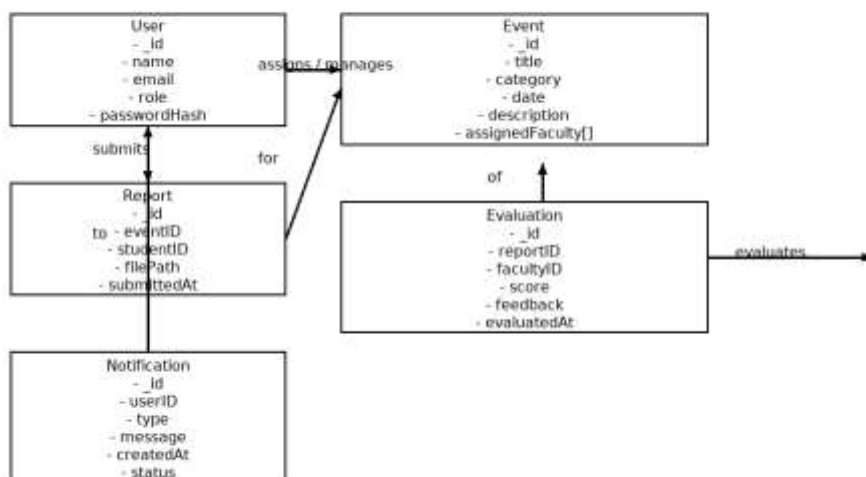 User
- _id
- name
- email
- role
- passwordHash
assigns / manages
Event
- _id
- title
- category
- date
- description
- assignedFaculty[]
submits
for
Report
- _id
to
- eventID
- studentID
- filePath
- submittedAt
of
Evaluation
- _id
- reportID
- facultyID
- score
- feedback
- evaluatedAt
evaluates
Notification
- _id
- userID
- type
- message
- createdAt
- status